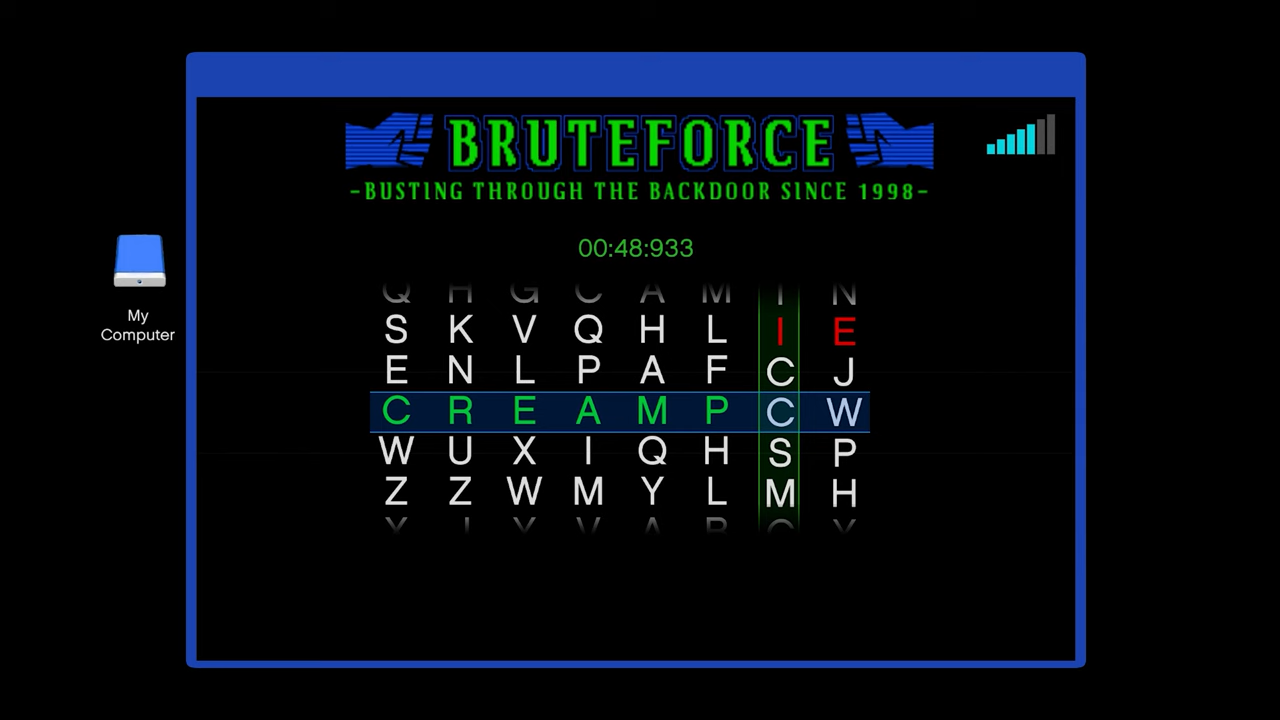 BRUTEFORCE
-BUSTING THROUGH THE BACKDOOR SINCE 1998-
00:48:933
My
Computer
Q H G C A M I N
S K V Q H L I E
E N L P A F C J
C R E A M P C W
W U X I Q H S P
Z Z W M Y L M H